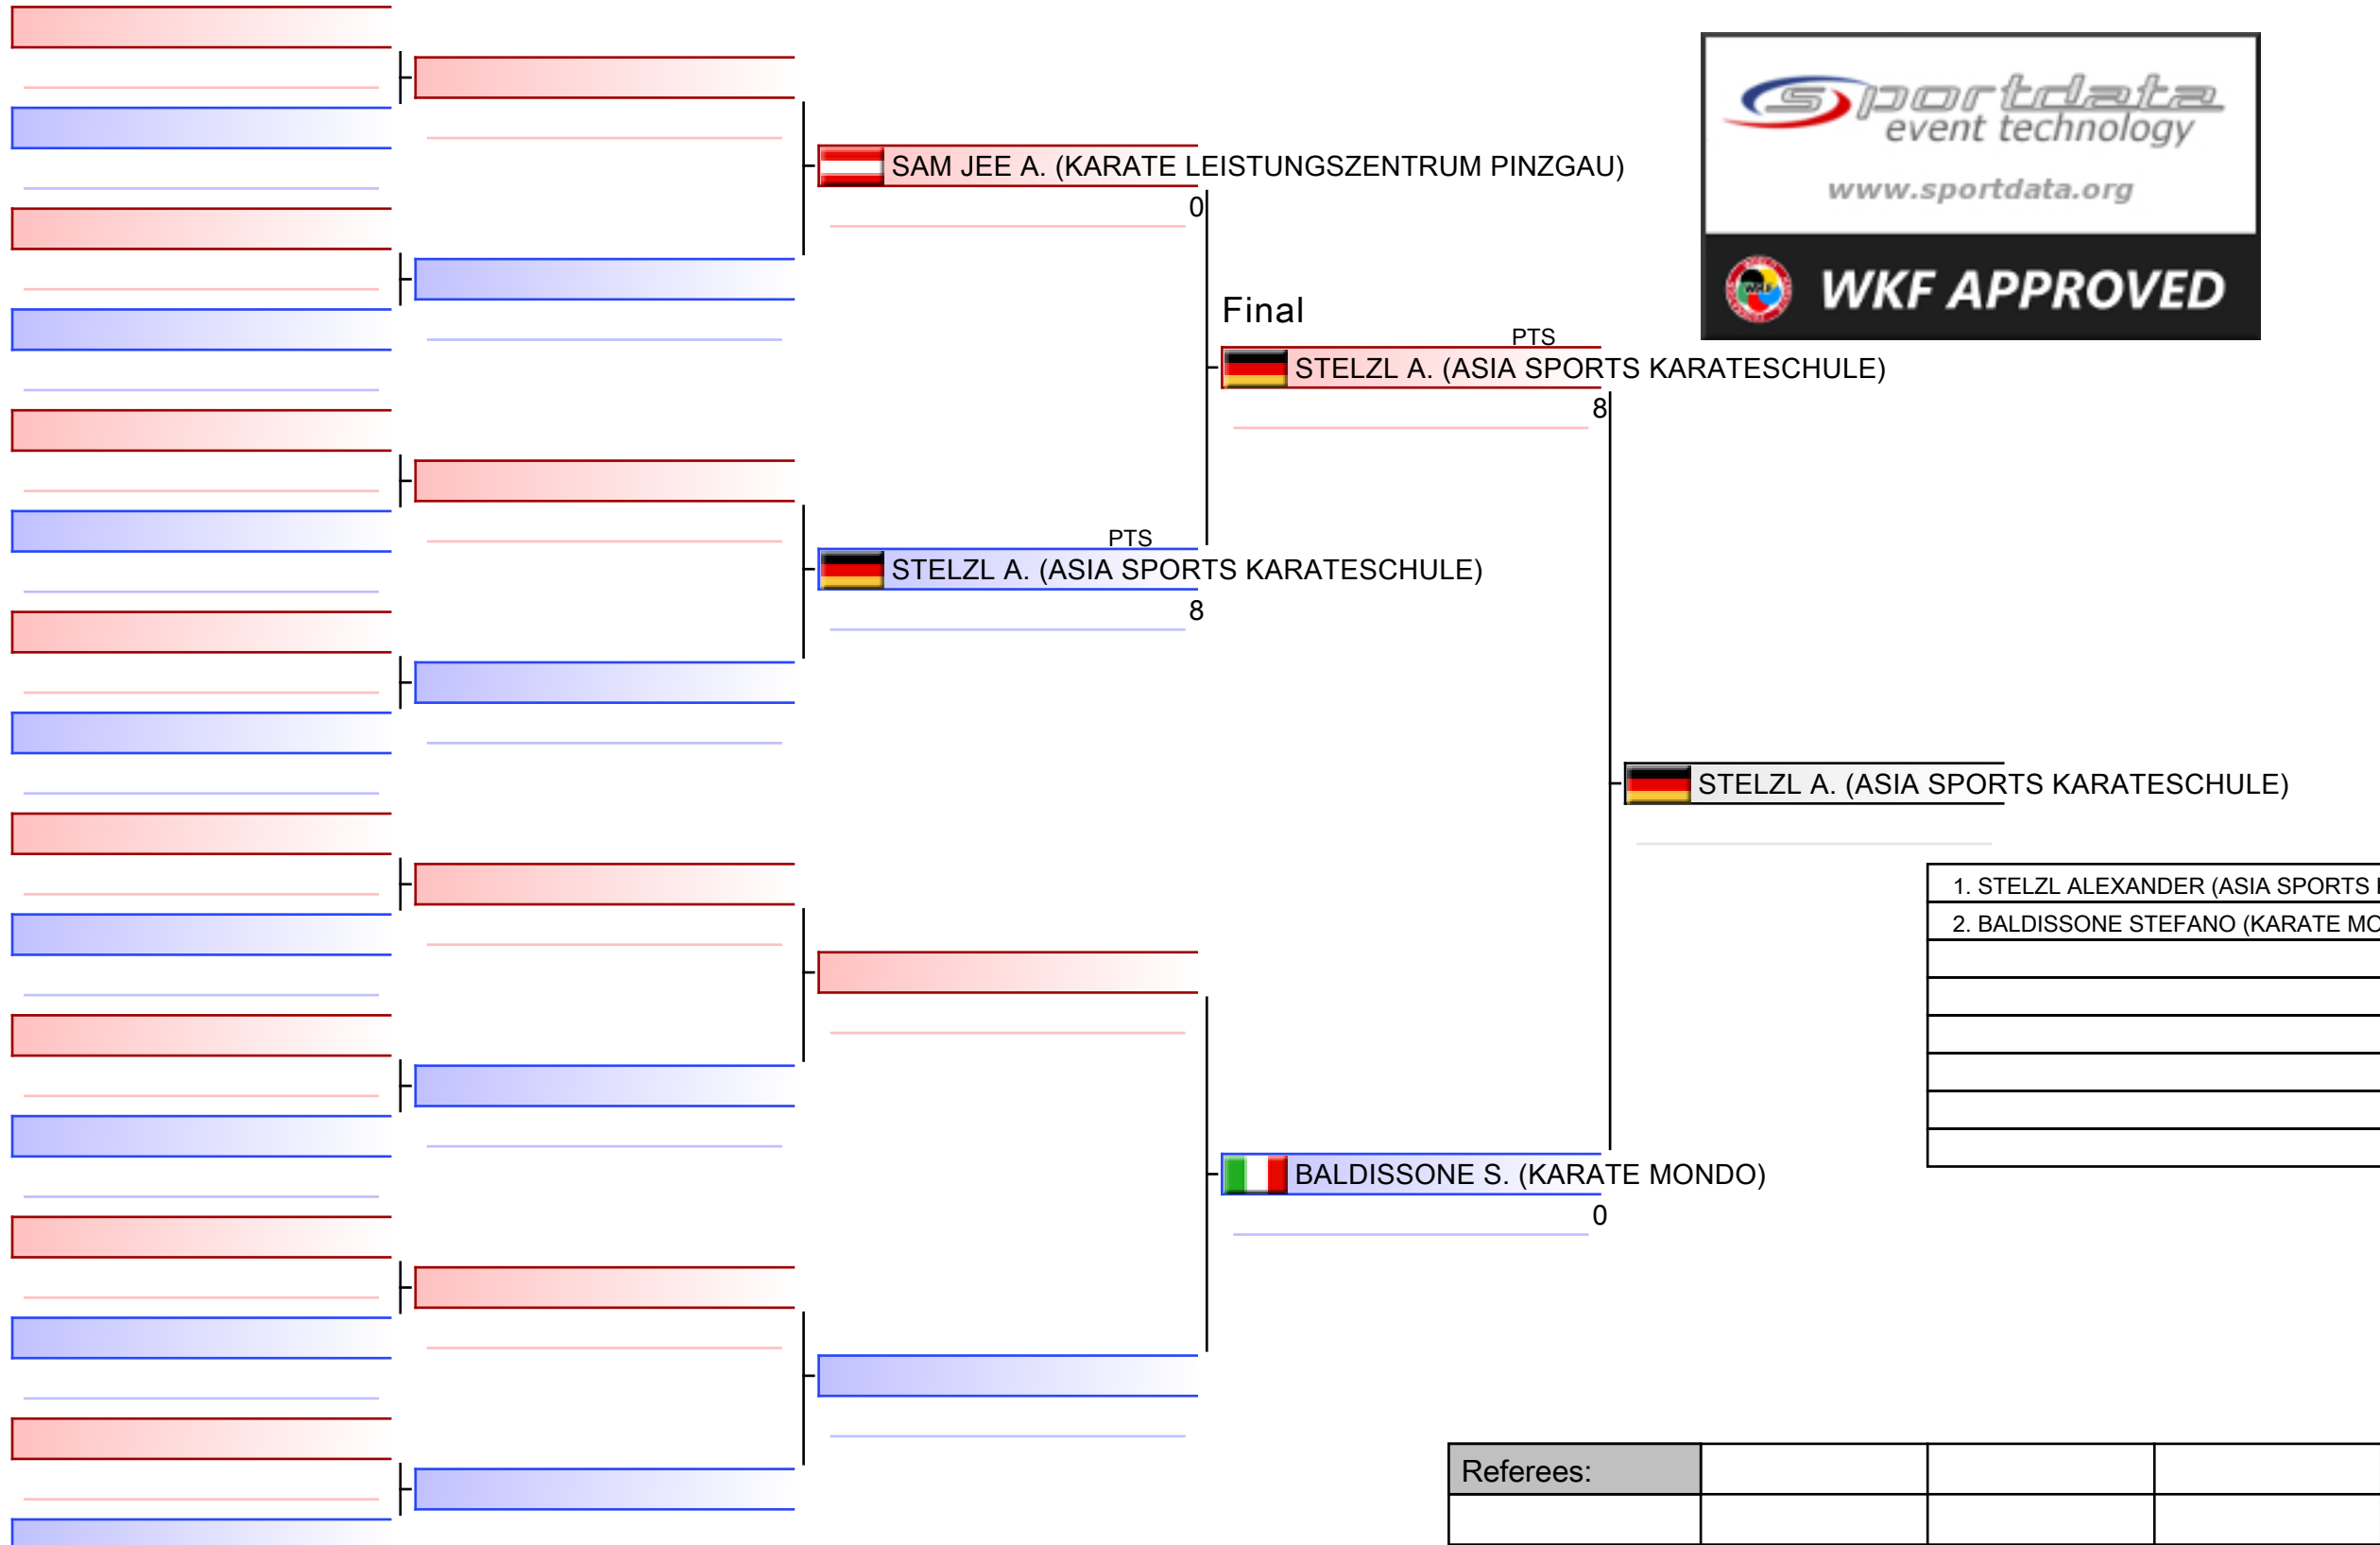 sportdata
event technology
www.sportdata.org
WKF APPROVED
SAM JEE A. (KARATE LEISTUNGSZENTRUM PINZGAU)
0
Final
PTS
STELZL A. (ASIA SPORTS KARATESCHULE)
8
PTS
STELZL A. (ASIA SPORTS KARATESCHULE)
8
STELZL A. (ASIA SPORTS KARATESCHULE)
1. STELZL ALEXANDER (ASIA SPORTS
2. BALDISSONE STEFANO (KARATE MO
BALDISSONE S. (KARATE MONDO)
0
Referees: